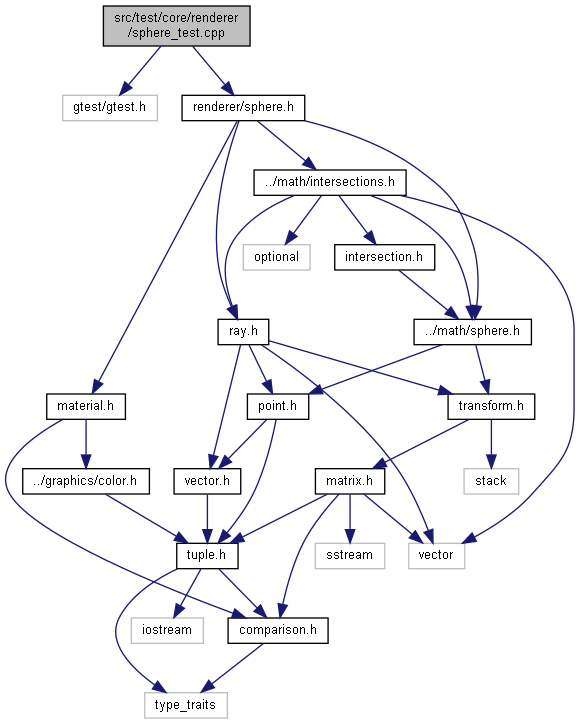 src/test/core/renderer
/sphere_test.cpp
gtest/gtest.h
renderer/sphere.h
../math/intersections.h
optional
intersection.h
ray.h
../math/sphere.h
material.h
point.h
transform.h
../graphics/color.h
vector.h
matrix.h
stack
tuple.h
sstream
vector
iostream
comparison.h
type_traits